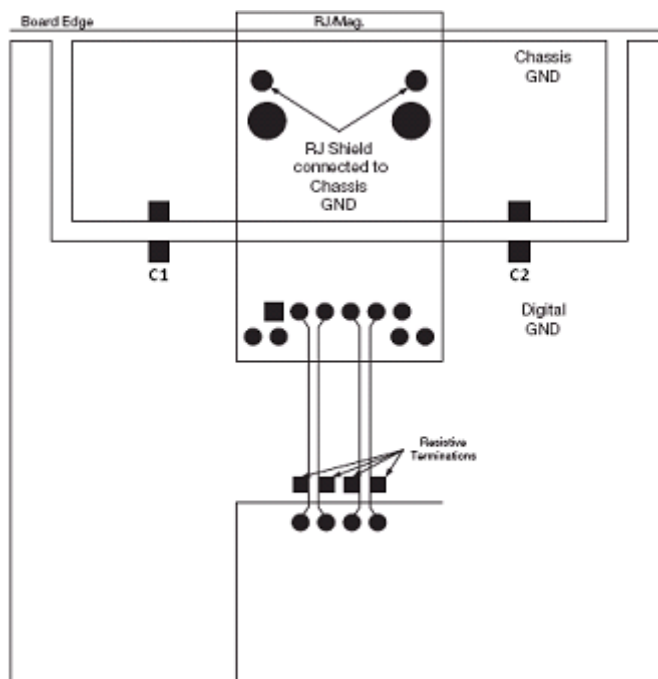 Board Edge
RJ/Mag.
Chassis
GND
RJ Shield
connected to
Chassis
GND
C1
C2
Digital
GND
Resistive
Terminations